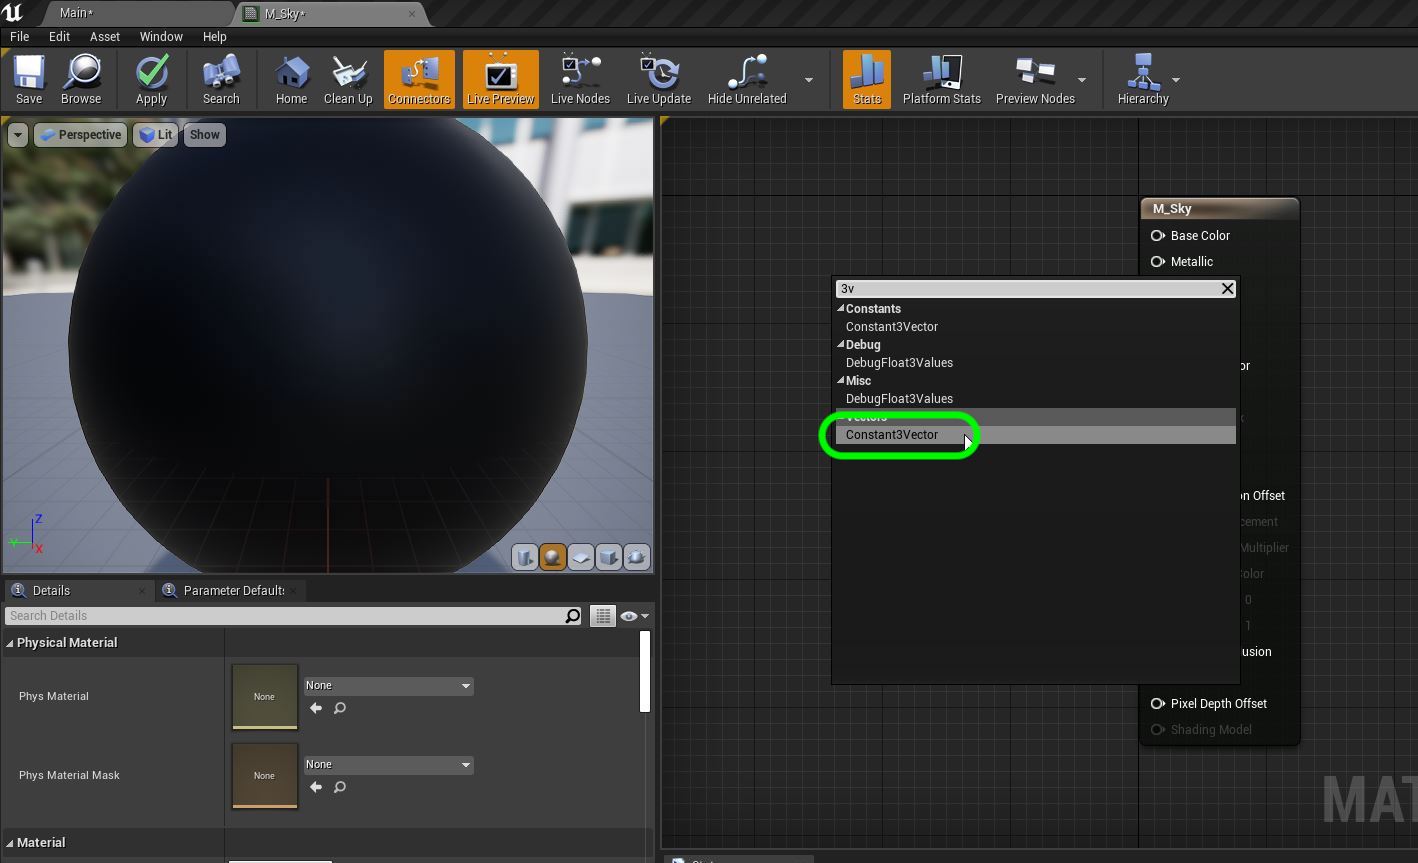 Main*
M_Sky*
File Edit Asset Window Help
Save Browse Apply Search Home Clean Up Connectors Live Preview Live Nodes Live Update Hide Unrelated Stats Platform Stats Preview Nodes Hierarchy
Perspective Lit Show
M_Sky
Base Color
Metallic
3v
Constants
Constant3Vector
Debug
DebugFloat3Values
or
Misc
DebugFloat3Values
Vectors
Constant3Vector
on Offset
cement
Multiplier
Color
0
1
lusion
Pixel Depth Offset
Shading Model
Z
Y
X
Details
Parameter Defaults
Search Details
Physical Material
Phys Material
None
None
Phys Material Mask
None
None
Material
MAT